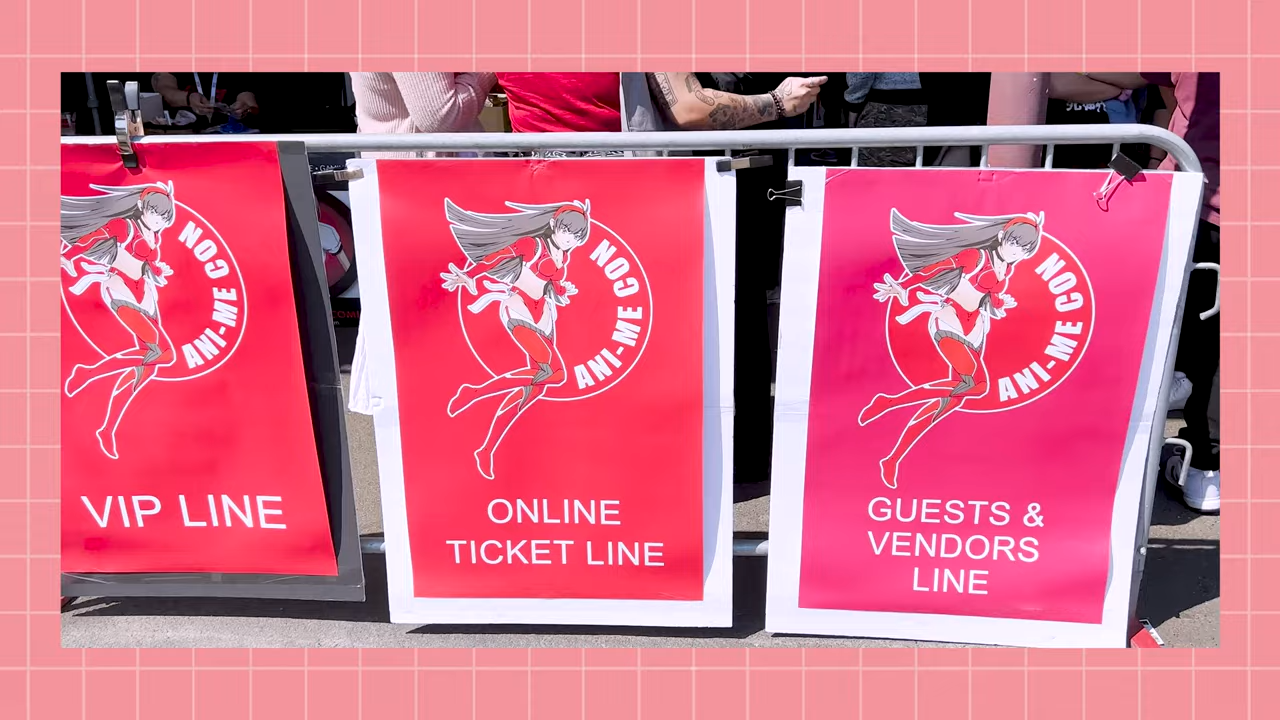 ANI-ME CON
VIP LINE
ANI-ME CON
ONLINE
TICKET LINE
ANI-ME CON
GUESTS &
VENDORS
LINE